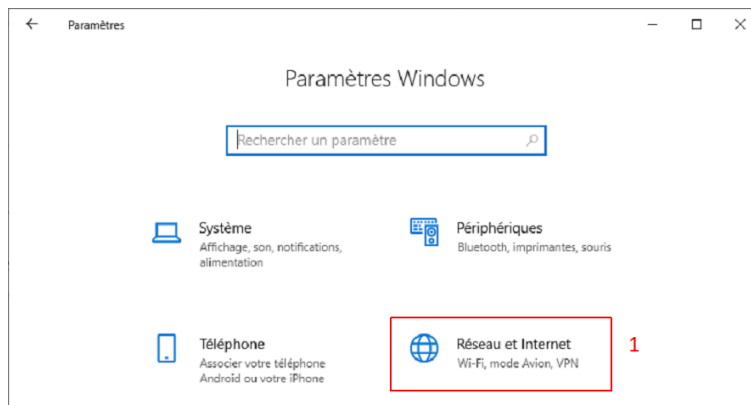 Paramètres
Paramètres Windows
Rechercher un paramètre
Système
Affichage, son, notifications,
alimentation
Périphériques
Bluetooth, imprimantes, souris
Téléphone
Associer votre téléphone
Android ou votre iPhone
Réseau et Internet
Wi-Fi, mode Avion, VPN
1